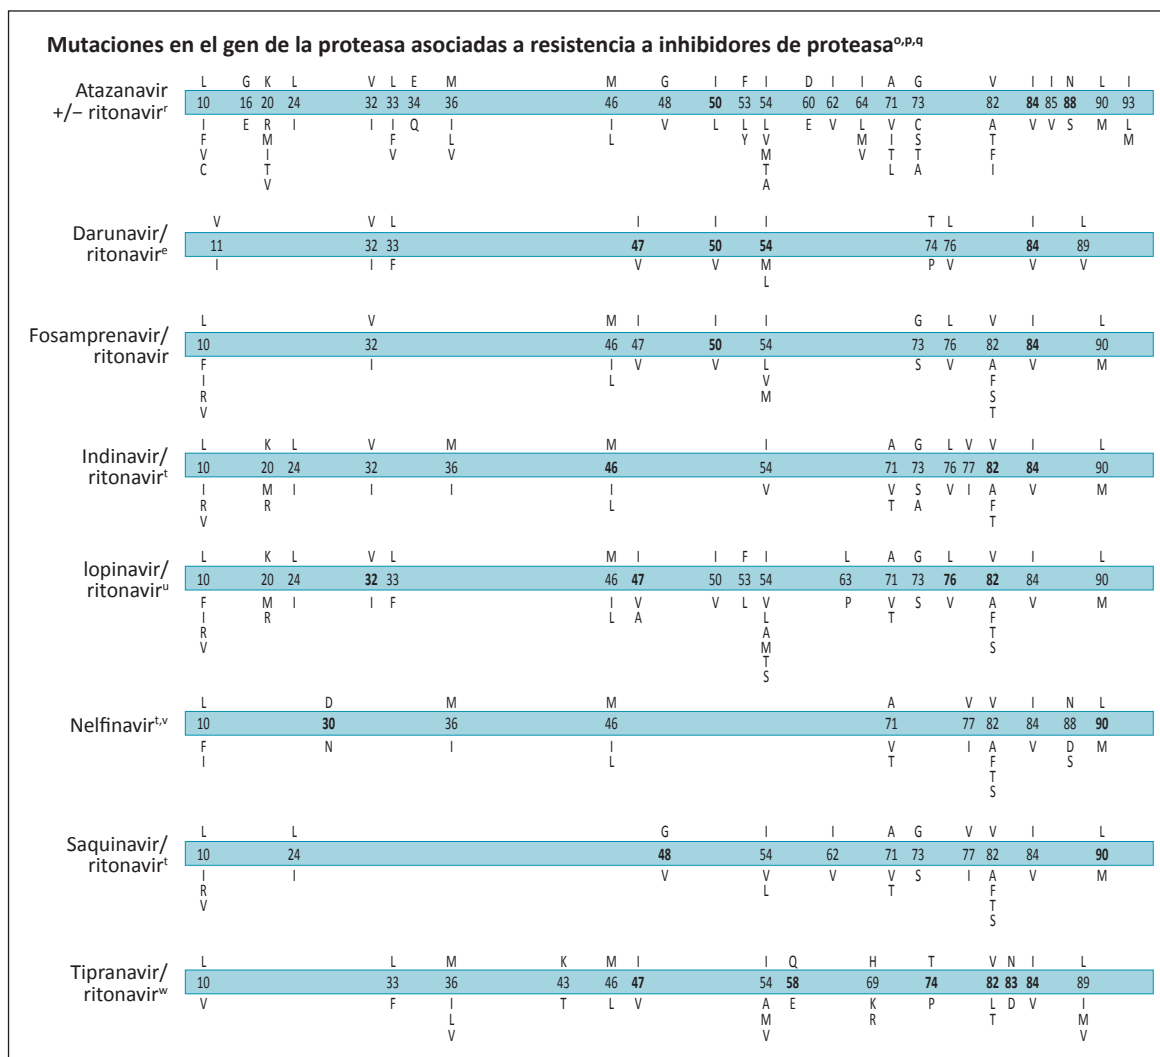 Mutaciones en el gen de la proteasa asociadas a resistencia a inhibidores de proteasa^o,p,q
L G K L V L E M M G I F I D I I A G V I I N L I
Atazanavir
+/− ritonavir^r
10 16 20 24 32 33 34 36 46 48 50 53 54 60 62 64 71 73 82 84 85 88 90 93
I E R I I I Q I I V L L L E V L V C A V V S M L
F M F L L Y V M I S T M
V I V V M V T T F
C T T L A I
V A
V V L I I I T L I L
Darunavir/
ritonavir^e
11 32 33 47 50 54 74 76 84 89
I I F V V M P V V V
L
L V M I I I G L V I L
Fosamprenavir/
ritonavir
10 32 46 47 50 54 73 76 82 84 90
F I I V V L S V A V M
I L V F
R M S
V T
L K L V M M I A G L V V I L
Indinavir/
ritonavir^t
10 20 24 32 36 46 54 71 73 76 77 82 84 90
I M I I I I V V S V I A V M
R R L T A F
V T
L K L V L M I I F I L A G L V I L
lopinavir/
ritonavir^u
10 20 24 32 33 46 47 50 53 54 63 71 73 76 82 84 90
F M I I F I V V L V P V S V A V M
I R L A L T F
R A T
V M S
T
S
L D M M A V V I N L
Nelfinavir^t,v
10 30 36 46 71 77 82 84 88 90
F N I I V I A V D M
I L T F S
T
S
L L G I I A G V V I L
Saquinavir/
ritonavir^t
10 24 48 54 62 71 73 77 82 84 90
I I V V V V S I A V M
R L T F
V T
S
L L M K M I I Q H T V N I L
Tipranavir/
ritonavir^w
10 33 36 43 46 47 54 58 69 74 82 83 84 89
V F I T L V A E K P L D V I
L M R T M
V V V